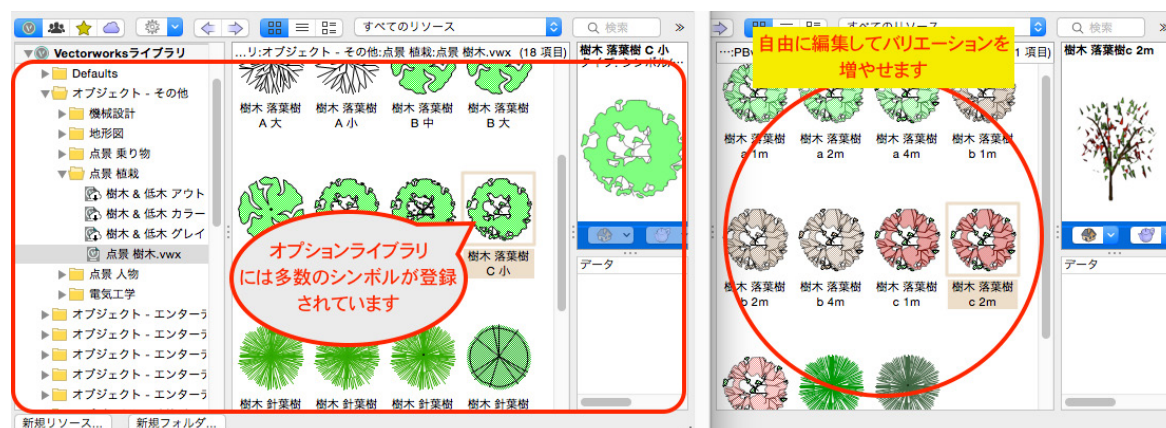 すべてのリソース
検索
Vectorworksライブラリ
Defaults
オブジェクト - その他
機械設計
地形図
点景 乗り物
点景 植栽
樹木 & 低木 アウト
樹木 & 低木 カラー
樹木 & 低木 グレイ
点景 樹木.vwx
点景 人物
電気工学
オブジェクト - エンターテ
オブジェクト - エンターテ
オブジェクト - エンターテ
オブジェクト - エンターテ
オブジェクト - エンターテ
新規リソース...
新規フォルダ...
...リ:オブジェクト - その他:点景 植栽:点景 樹木.vwx (18 項目)
樹木 落葉樹
A 大
樹木 落葉樹
A 小
樹木 落葉樹
B 中
樹木 落葉樹
B 大
樹木 落葉樹
C 小
オプションライブラリ
には多数のシンボルが登録
されています
樹木 針葉樹
樹木 針葉樹
樹木 針葉樹
樹木 針葉樹
樹木 落葉樹 C 小
データ
すべてのリソース
検索
自由に編集してバリエーションを
増やせます
1 項目)
樹木 落葉樹
a 1m
樹木 落葉樹
a 2m
樹木 落葉樹
a 4m
樹木 落葉樹
b 1m
樹木 落葉樹
b 2m
樹木 落葉樹
b 4m
樹木 落葉樹
c 1m
樹木 落葉樹
c 2m
樹木 落葉樹c 2m
データ